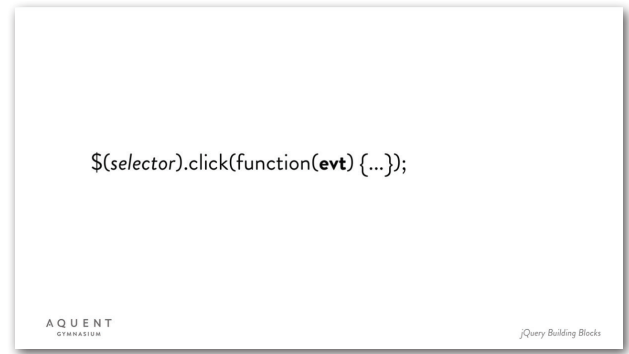 $(selector).click(function(evt) {...});
AQUENT
GYMNASIUM
jQuery Building Blocks